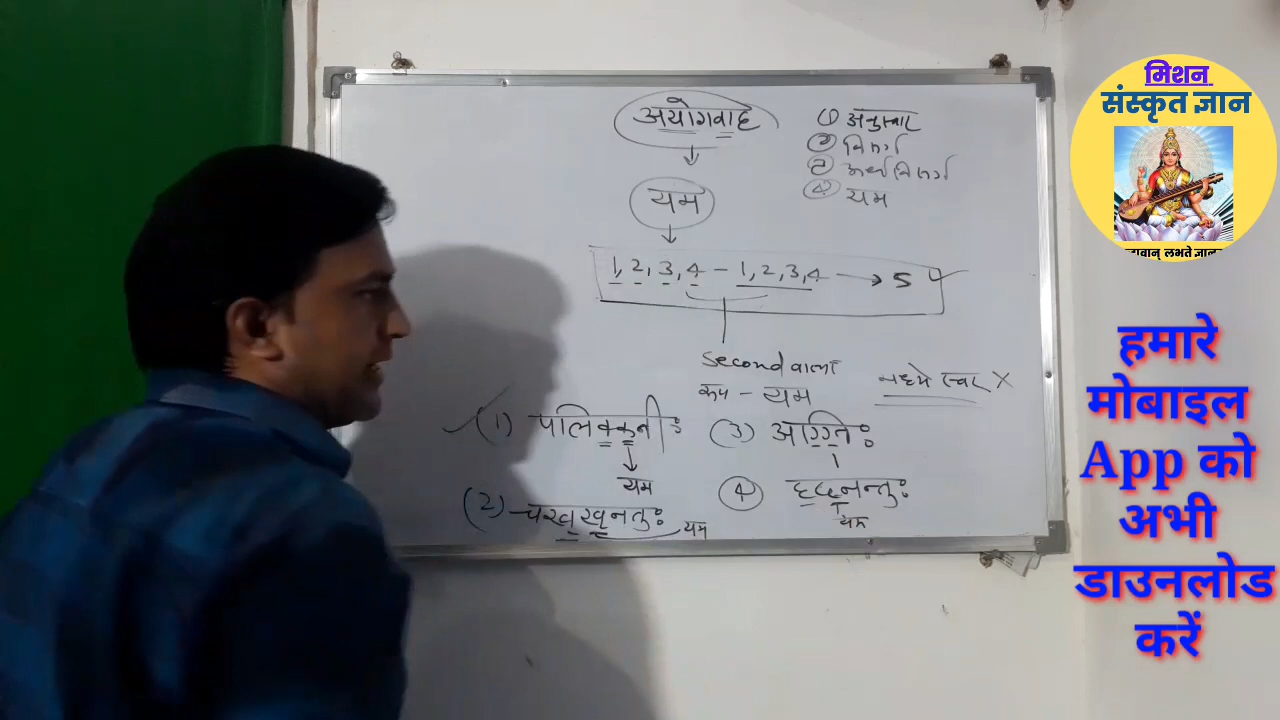 अयोगवाह
↓
यम
↓
1, 2, 3, 4 - 1, 2, 3, 4 → 5
(1) अनुस्वार
(2) विसर्ग
(3) अर्धविसर्ग
(4) यम
Second वाला
रूप - यम
मध्ये स्वर X
(1) पलिक्क्नीः
↓
यम
(2) चख्ख्नतुः यम
(3) अग्ग्निः
(4) घ्घ्नन्तुः
यम
मिशन
संस्कृत ज्ञान
हमारे
मोबाइल
App को
अभी
डाउनलोड
करें